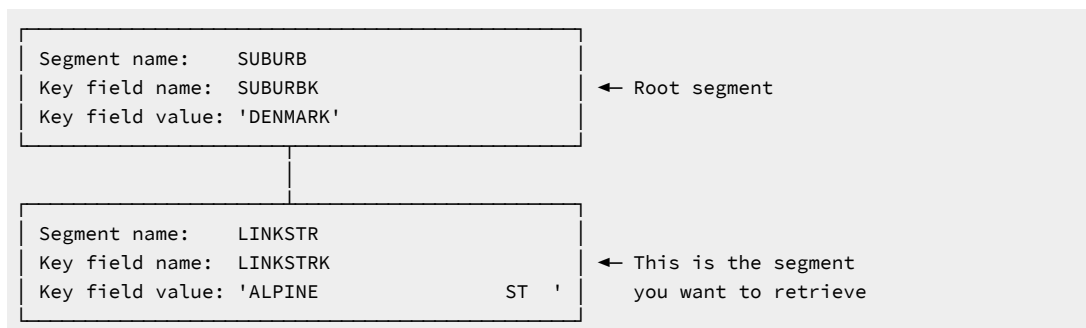 Segment name:    SUBURB
Key field name:  SUBURBK                          ◄─ Root segment
Key field value: 'DENMARK'
Segment name:    LINKSTR
Key field name:  LINKSTRK                         ◄─ This is the segment
Key field value: 'ALPINE                ST  '        you want to retrieve